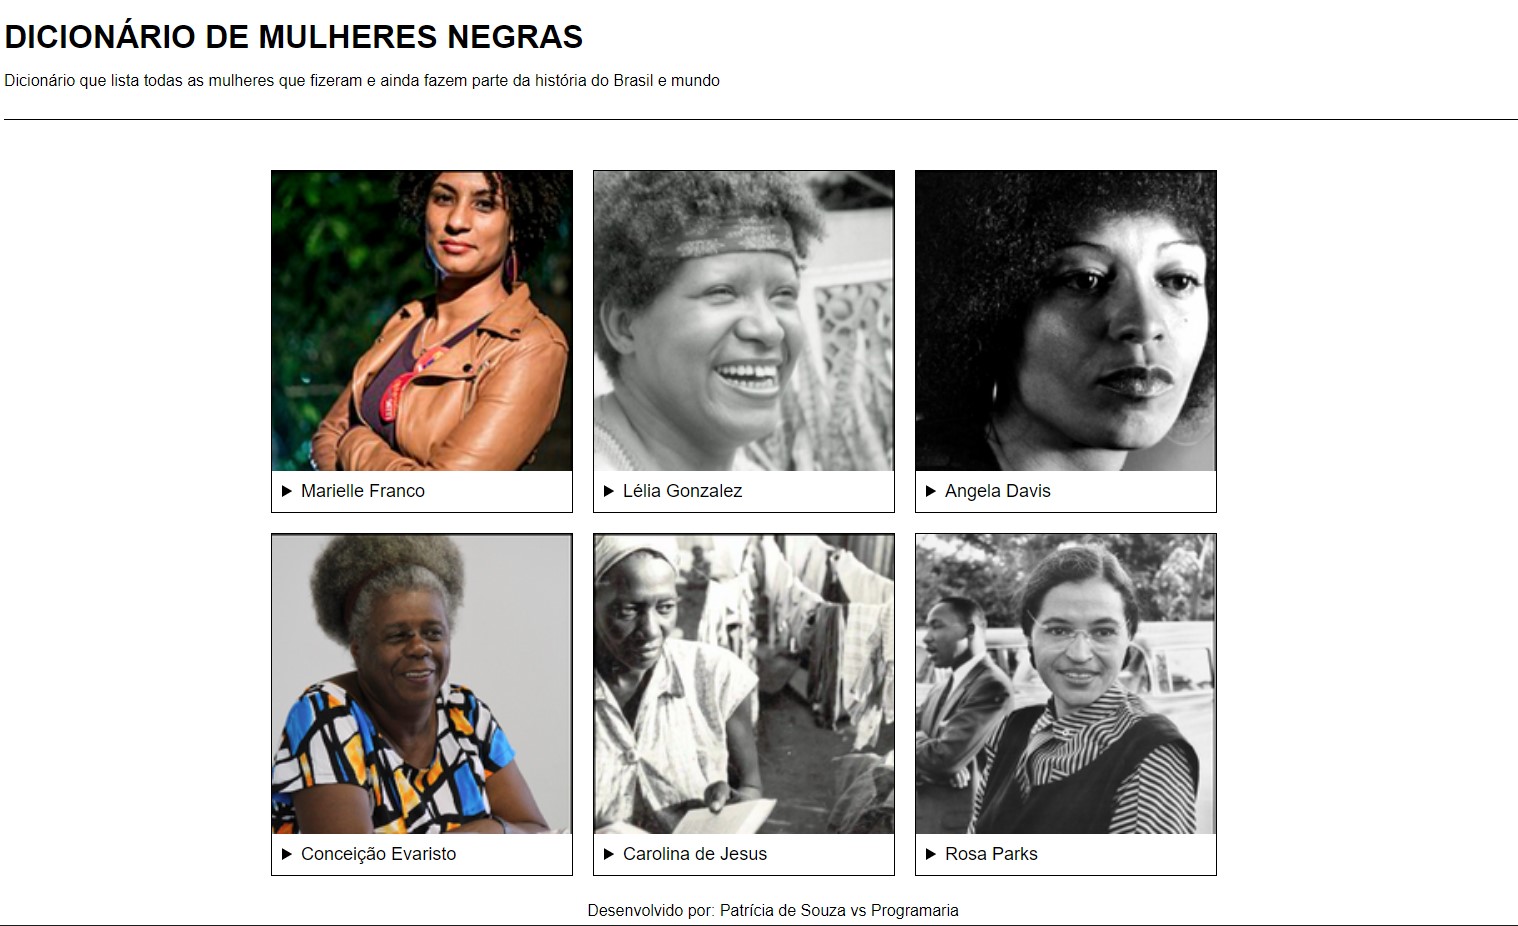 DICIONÁRIO DE MULHERES NEGRAS
Dicionário que lista todas as mulheres que fizeram e ainda fazem parte da história do Brasil e mundo
Marielle Franco
Lélia Gonzalez
Angela Davis
Conceição Evaristo
Carolina de Jesus
Rosa Parks
Desenvolvido por: Patrícia de Souza vs Programaria